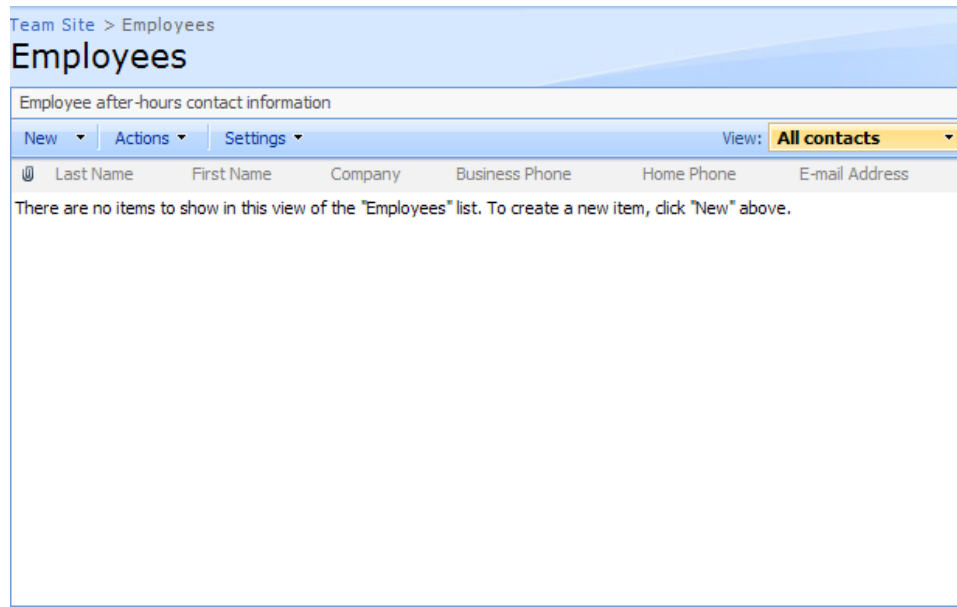 Team Site > Employees
Employees
Employee after-hours contact information
New Actions Settings View: All contacts
Last Name First Name Company Business Phone Home Phone E-mail Address
There are no items to show in this view of the "Employees" list. To create a new item, click "New" above.